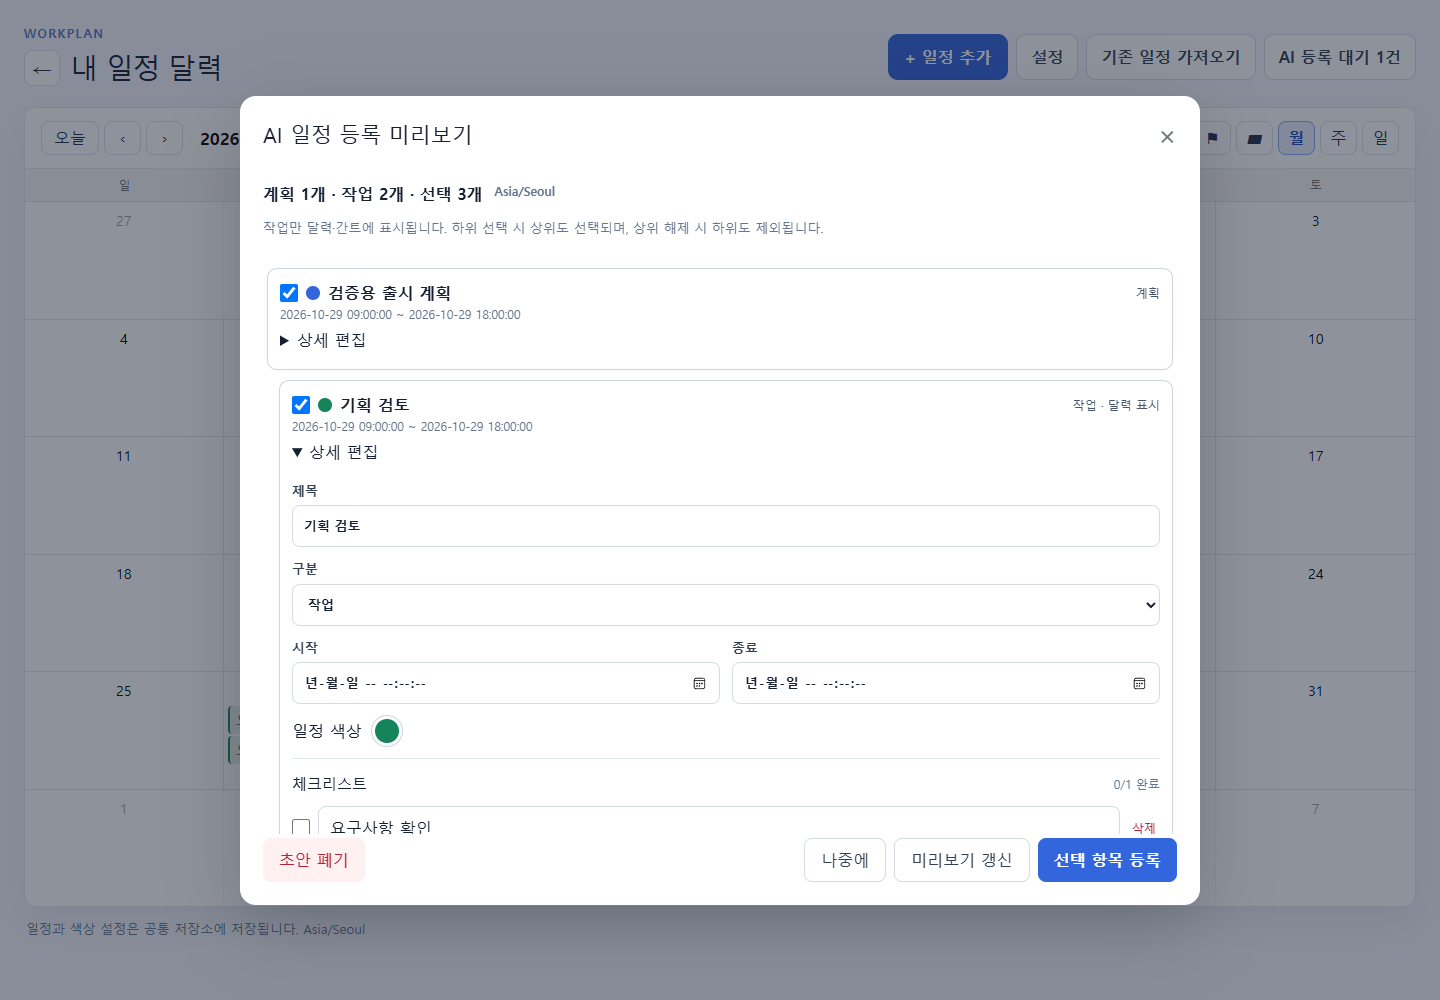 WORKPLAN
← 내 일정 달력
+ 일정 추가 설정 기존 일정 가져오기 AI 등록 대기 1건
오늘 ‹ › 2026
월 주 일
일 토
27 3
4 10
11 17
18 24
25 31
1 7
AI 일정 등록 미리보기 ×
계획 1개 · 작업 2개 · 선택 3개 Asia/Seoul
작업만 달력·간트에 표시됩니다. 하위 선택 시 상위도 선택되며, 상위 해제 시 하위도 제외됩니다.
검증용 출시 계획 계획
2026-10-29 09:00:00 ~ 2026-10-29 18:00:00
▶ 상세 편집
기획 검토 작업 · 달력 표시
2026-10-29 09:00:00 ~ 2026-10-29 18:00:00
▼ 상세 편집
제목
기획 검토
구분
작업
시작 종료
년-월-일 -- --:--:-- 년-월-일 -- --:--:--
일정 색상
체크리스트 0/1 완료
요구사항 확인 삭제
초안 폐기 나중에 미리보기 갱신 선택 항목 등록
일정과 색상 설정은 공통 저장소에 저장됩니다. Asia/Seoul